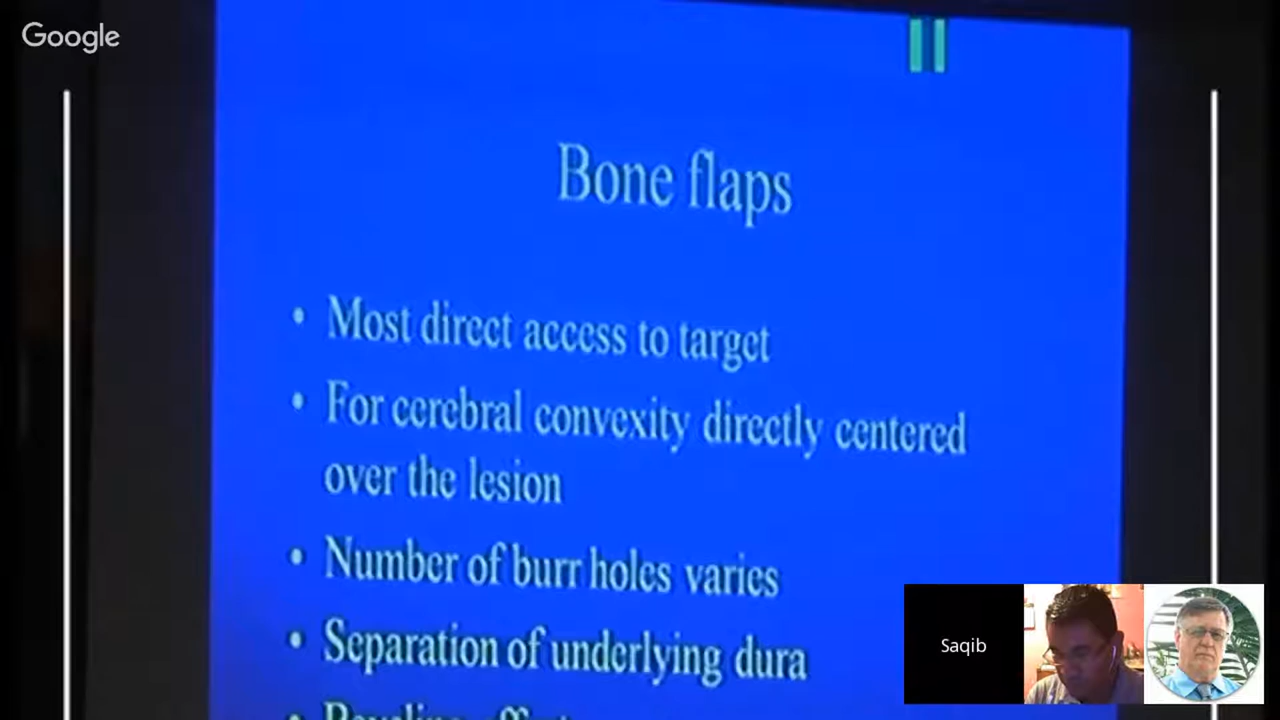 Google
Bone flaps
• Most direct access to target
• For cerebral convexity directly centered
over the lesion
• Number of burr holes varies
• Separation of underlying dura
Saqib